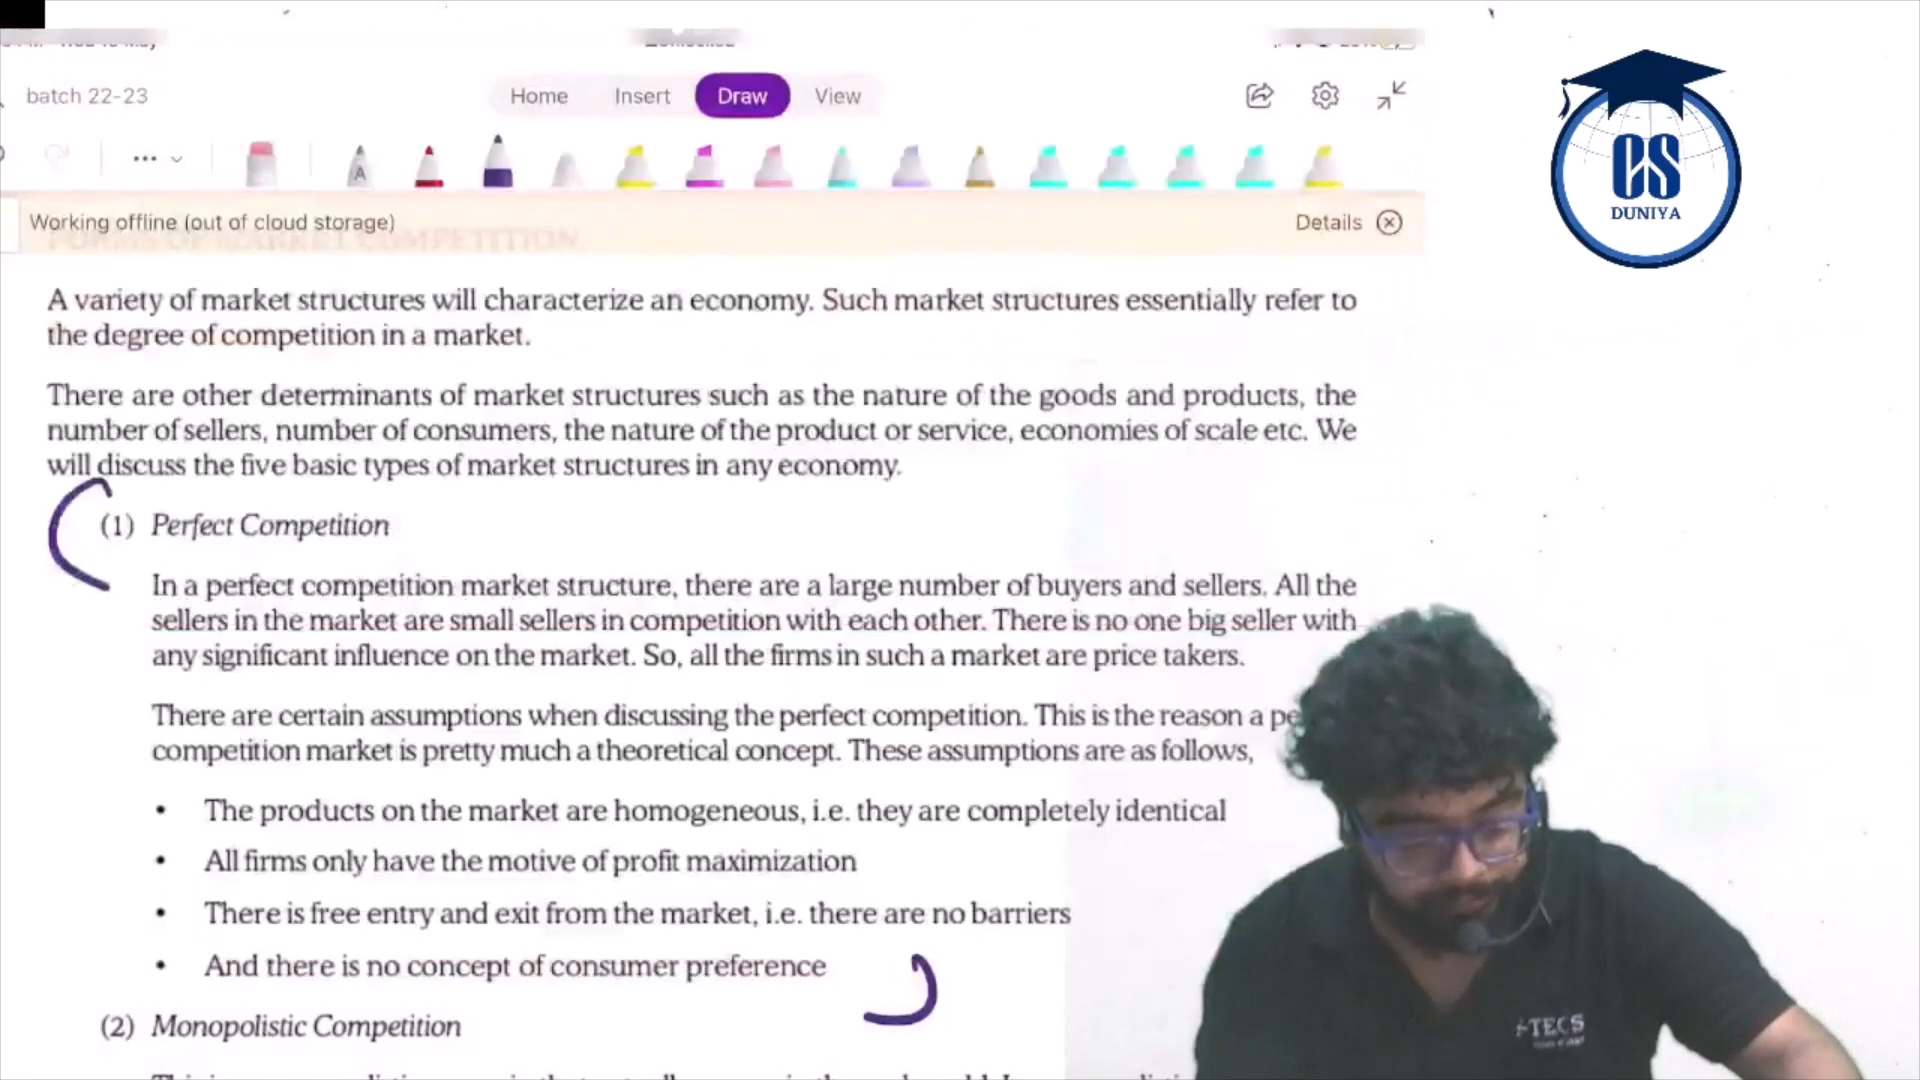 batch 22-23
Home Insert Draw View
A
Working offline (out of cloud storage) Details
FORMS OF MARKET COMPETITION
A variety of market structures will characterize an economy. Such market structures essentially refer to
the degree of competition in a market.
There are other determinants of market structures such as the nature of the goods and products, the
number of sellers, number of consumers, the nature of the product or service, economies of scale etc. We
will discuss the five basic types of market structures in any economy.
(1) Perfect Competition
In a perfect competition market structure, there are a large number of buyers and sellers. All the
sellers in the market are small sellers in competition with each other. There is no one big seller with
any significant influence on the market. So, all the firms in such a market are price takers.
There are certain assumptions when discussing the perfect competition. This is the reason a pe
competition market is pretty much a theoretical concept. These assumptions are as follows,
• The products on the market are homogeneous, i.e. they are completely identical
• All firms only have the motive of profit maximization
• There is free entry and exit from the market, i.e. there are no barriers
• And there is no concept of consumer preference
(2) Monopolistic Competition
CS
DUNIYA
i-TECS